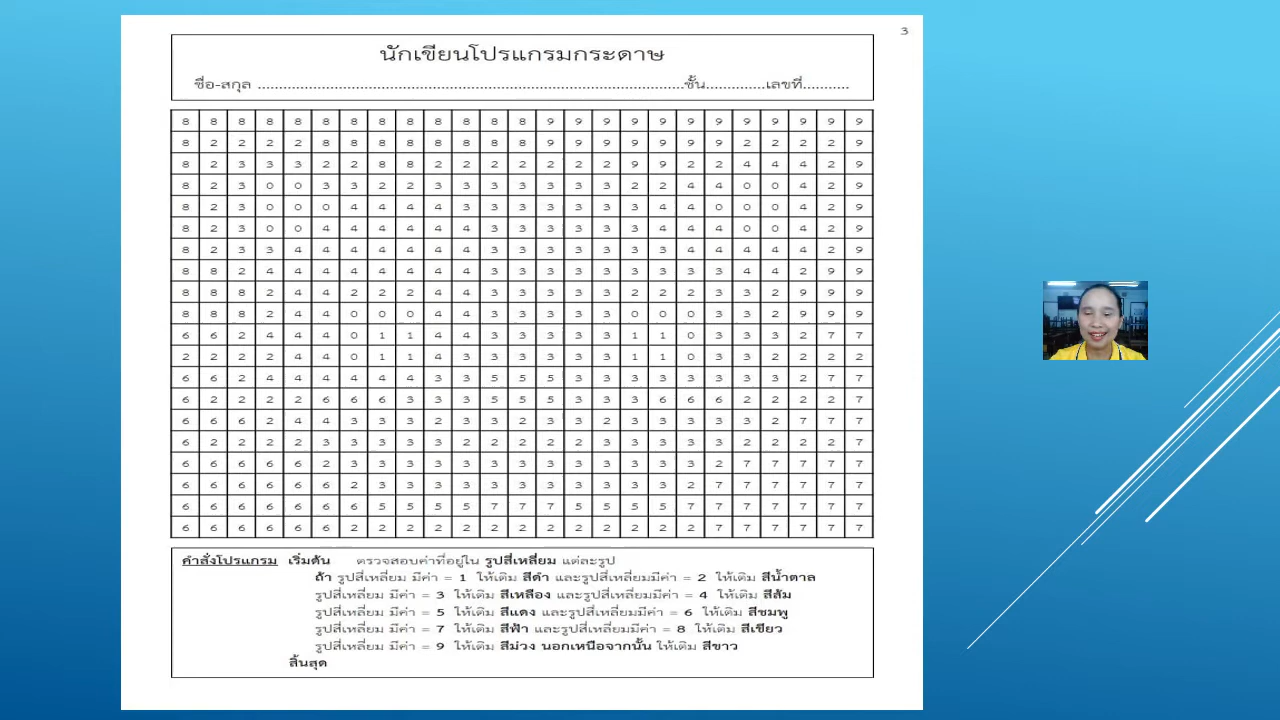 3
นักเขียนโปรแกรมกระดาษ
ชื่อ-สกุล ....................................................................................................ชั้น..............เลขที่...........
8 8 8 8 8 8 8 8 8 8 8 8 8 9 9 9 9 9 9 9 9 9 9 9 9
8 2 2 2 2 8 8 8 8 8 8 8 8 9 9 9 9 9 9 9 2 2 2 2 9
8 2 3 3 3 2 2 8 8 2 2 2 2 2 2 2 9 9 2 2 4 4 4 2 9
8 2 3 0 0 3 3 2 2 3 3 3 3 3 3 3 2 2 4 4 0 0 4 2 9
8 2 3 0 0 0 4 4 4 4 3 3 3 3 3 3 3 4 4 0 0 0 4 2 9
8 2 3 0 0 4 4 4 4 4 4 3 3 3 3 3 3 4 4 4 0 0 4 2 9
8 2 3 3 4 4 4 4 4 4 4 3 3 3 3 3 3 3 4 4 4 4 4 2 9
8 8 2 4 4 4 4 4 4 4 4 3 3 3 3 3 3 3 3 3 4 4 2 9 9
8 8 8 2 4 4 2 2 2 4 4 3 3 3 3 3 2 2 2 3 3 2 9 9 9
8 8 8 2 4 4 0 0 0 4 4 3 3 3 3 3 0 0 0 3 3 2 9 9 9
6 6 2 4 4 4 0 1 1 4 4 3 3 3 3 3 1 1 0 3 3 3 2 7 7
2 2 2 2 4 4 0 1 1 4 3 3 3 3 3 3 1 1 0 3 3 2 2 2 2
6 6 2 4 4 4 4 4 4 3 3 5 5 5 3 3 3 3 3 3 3 3 2 7 7
6 2 2 2 2 6 6 6 3 3 3 5 5 5 3 3 3 6 6 6 2 2 2 2 7
6 6 6 2 4 4 3 3 3 2 3 3 2 3 3 2 3 3 3 3 3 2 7 7 7
6 2 2 2 2 3 3 3 3 3 2 2 2 2 2 3 3 3 3 3 2 2 2 2 7
6 6 6 6 6 2 3 3 3 3 3 3 3 3 3 3 3 3 3 2 7 7 7 7 7
6 6 6 6 6 6 2 3 3 3 3 3 3 3 3 3 3 3 2 7 7 7 7 7 7
6 6 6 6 6 6 2 5 5 5 5 7 7 7 5 5 5 5 7 7 7 7 7 7 7
6 6 6 6 6 6 2 2 2 2 2 2 2 2 2 2 2 2 2 7 7 7 7 7 7
คำสั่งโปรแกรม เริ่มต้น ตรวจสอบค่าที่อยู่ใน รูปสี่เหลี่ยม แต่ละรูป
ถ้า รูปสี่เหลี่ยม มีค่า = 1 ให้เติม สีดำ และรูปสี่เหลี่ยมมีค่า = 2 ให้เติม สีน้ำตาล
รูปสี่เหลี่ยม มีค่า = 3 ให้เติม สีเหลือง และรูปสี่เหลี่ยมมีค่า = 4 ให้เติม สีส้ม
รูปสี่เหลี่ยม มีค่า = 5 ให้เติม สีแดง และรูปสี่เหลี่ยมมีค่า = 6 ให้เติม สีชมพู
รูปสี่เหลี่ยม มีค่า = 7 ให้เติม สีฟ้า และรูปสี่เหลี่ยมมีค่า = 8 ให้เติม สีเขียว
รูปสี่เหลี่ยม มีค่า = 9 ให้เติม สีม่วง นอกเหนือจากนั้น ให้เติม สีขาว
สิ้นสุด